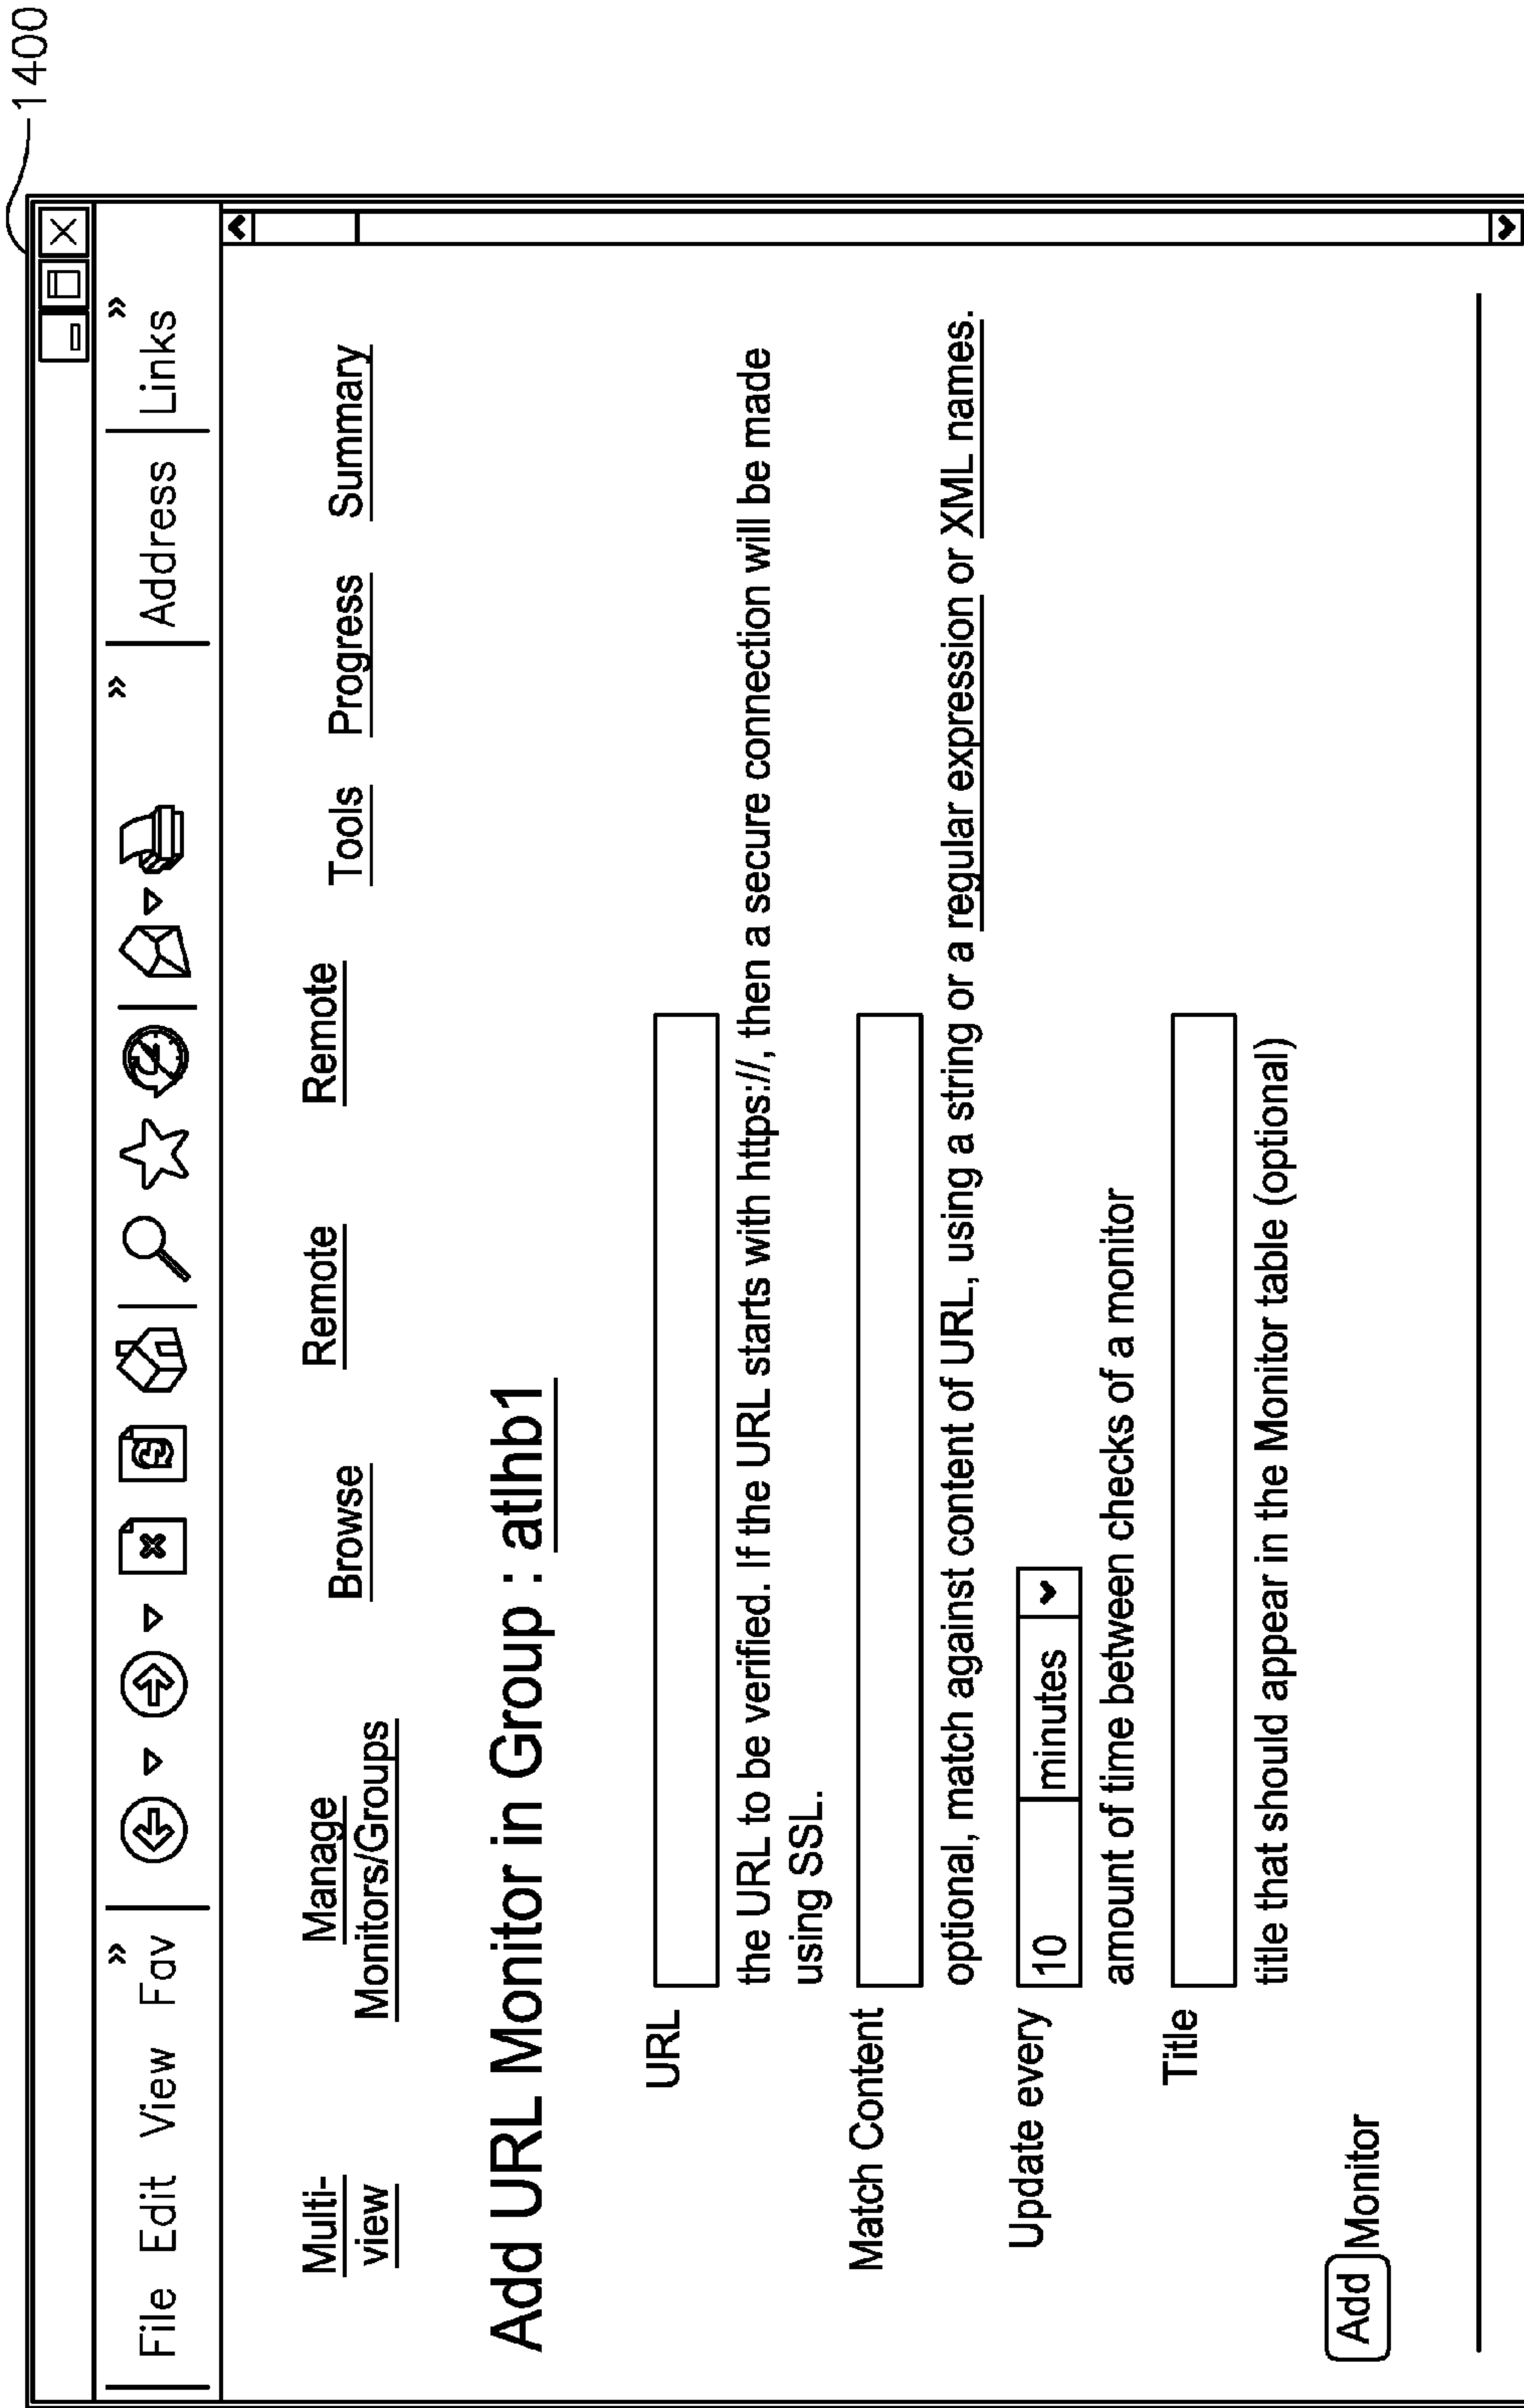 1400
File Edit View Fav » » Address Links »
Multi-
view
Manage
Monitors/Groups
Browse
Remote
Remote
Tools
Progress
Summary
Add URL Monitor in Group : atlhb1
URL
the URL to be verified. If the URL starts with https://, then a secure connection will be made
using SSL.
Match Content
optional, match against content of URL, using a string or a regular expression or XML names.
Update every 10 minutes
amount of time between checks of a monitor
Title
title that should appear in the Monitor table (optional)
Add Monitor